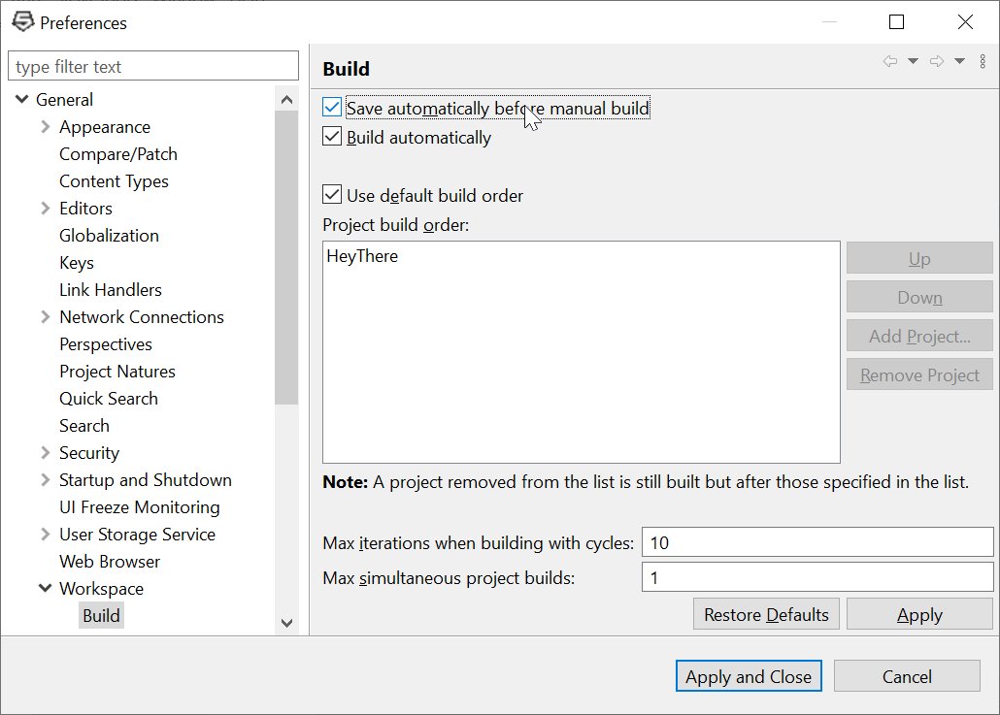 Preferences
type filter text
General
Appearance
Compare/Patch
Content Types
Editors
Globalization
Keys
Link Handlers
Network Connections
Perspectives
Project Natures
Quick Search
Search
Security
Startup and Shutdown
UI Freeze Monitoring
User Storage Service
Web Browser
Workspace
Build
Build
Save automatically before manual build
Build automatically
Use default build order
Project build order:
HeyThere
Up
Down
Add Project...
Remove Project
Note: A project removed from the list is still built but after those specified in the list.
Max iterations when building with cycles: 10
Max simultaneous project builds: 1
Restore Defaults
Apply
Apply and Close
Cancel